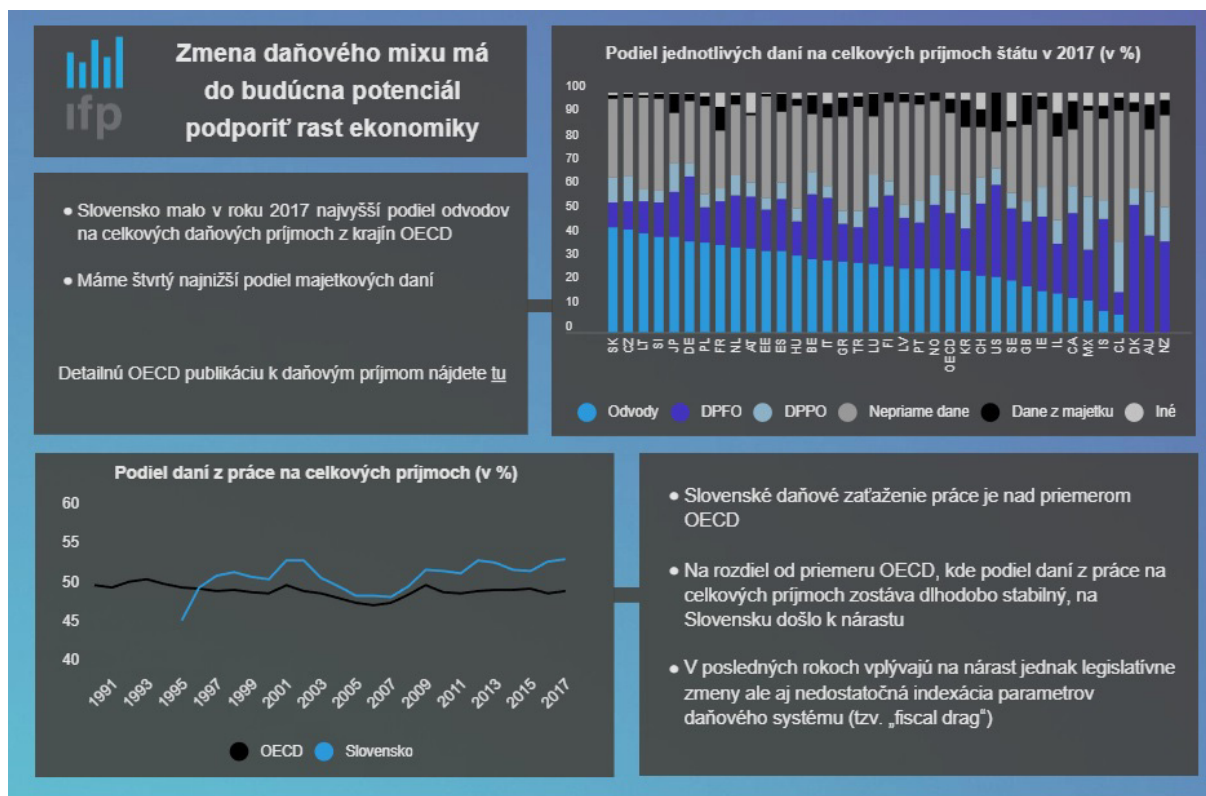 ifp
Zmena daňového mixu má
do budúcna potenciál
podporiť rast ekonomiky
● Slovensko malo v roku 2017 najvyšší podiel odvodov
na celkových daňových príjmoch z krajín OECD
● Máme štvrtý najnižší podiel majetkových daní
Detailnú OECD publikáciu k daňovým príjmom nájdete tu
Podiel jednotlivých daní na celkových príjmoch štátu v 2017 (v %)
100
90
80
70
60
50
40
30
20
10
0
SK CZ LT SI JP DE PL FR NL AT EE ES HU BE IT GR TR LU FI LV PT NO OECD KR CH US SE GB IE IL CA MX IS CL DK AU NZ
Odvody DPFO DPPO Nepriame dane Dane z majetku Iné
Podiel daní z práce na celkových príjmoch (v %)
60
55
50
45
40
1991 1993 1995 1997 1999 2001 2003 2005 2007 2009 2011 2013 2015 2017
OECD Slovensko
● Slovenské daňové zaťaženie práce je nad priemerom
OECD
● Na rozdiel od priemeru OECD, kde podiel daní z práce na
celkových príjmoch zostáva dlhodobo stabilný, na
Slovensku došlo k nárastu
● V posledných rokoch vplývajú na nárast jednak legislatívne
zmeny ale aj nedostatočná indexácia parametrov
daňového systému (tzv. „fiscal drag“)